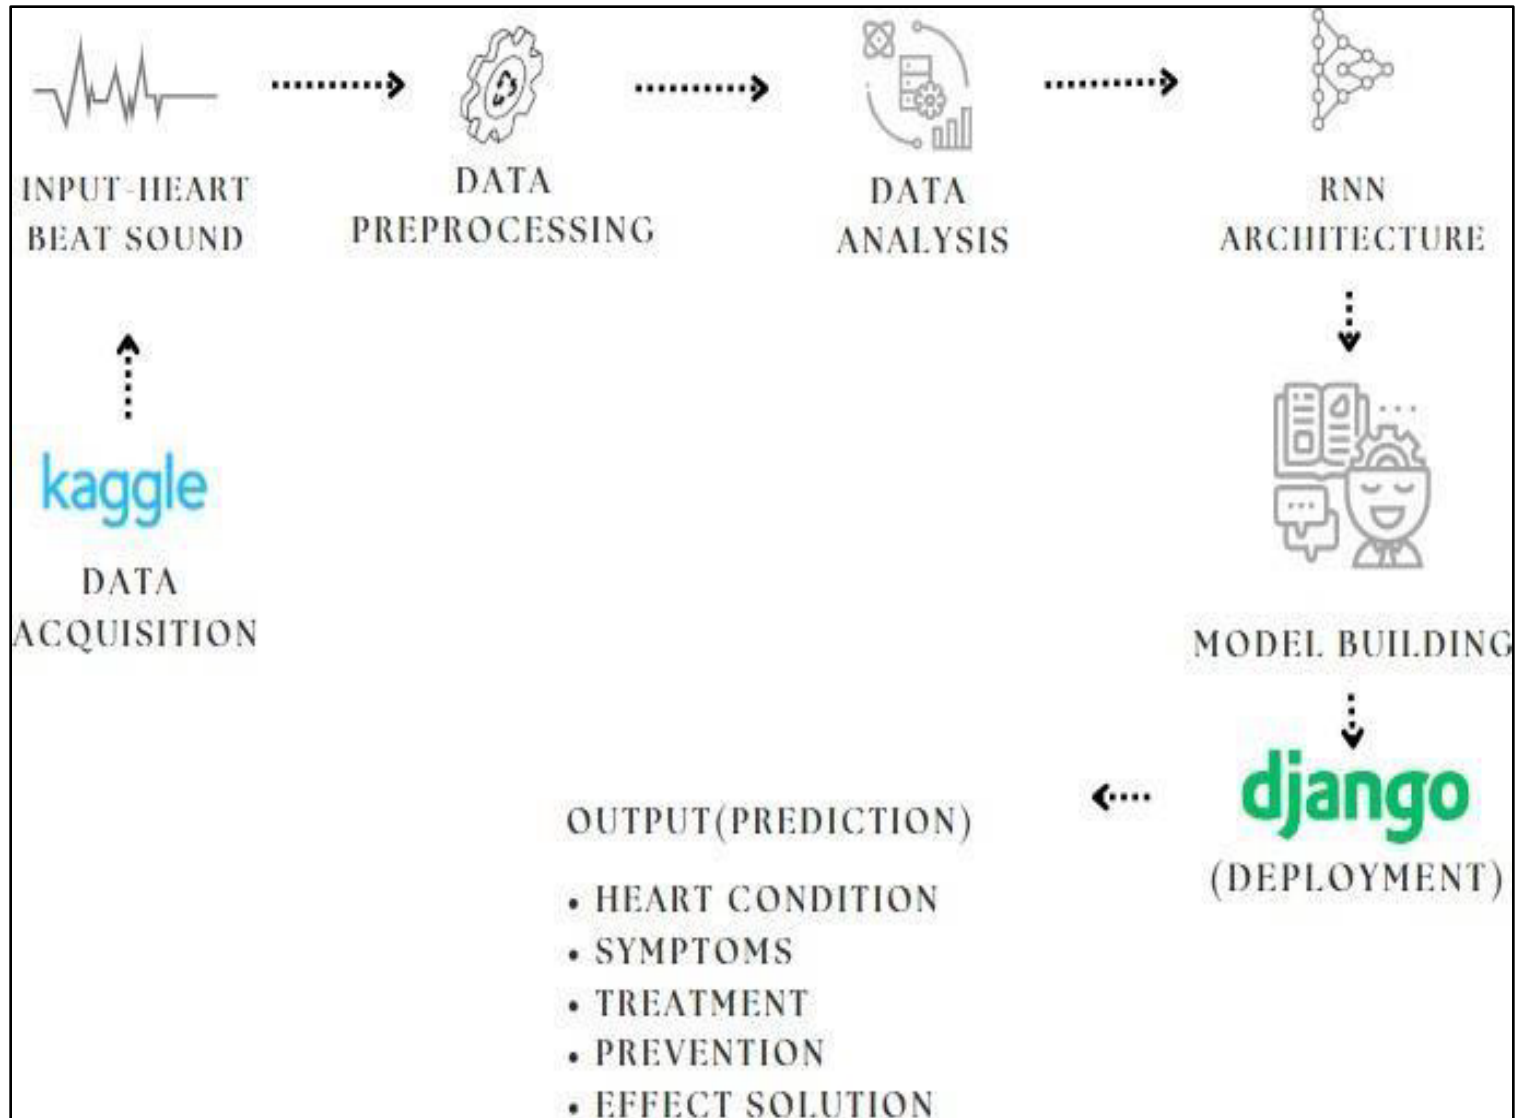 INPUT-HEART
BEAT SOUND
DATA
PREPROCESSING
DATA
ANALYSIS
RNN
ARCHITECTURE
kaggle
DATA
ACQUISITION
MODEL BUILDING
django
(DEPLOYMENT)
OUTPUT(PREDICTION)
• HEART CONDITION
• SYMPTOMS
• TREATMENT
• PREVENTION
• EFFECT SOLUTION